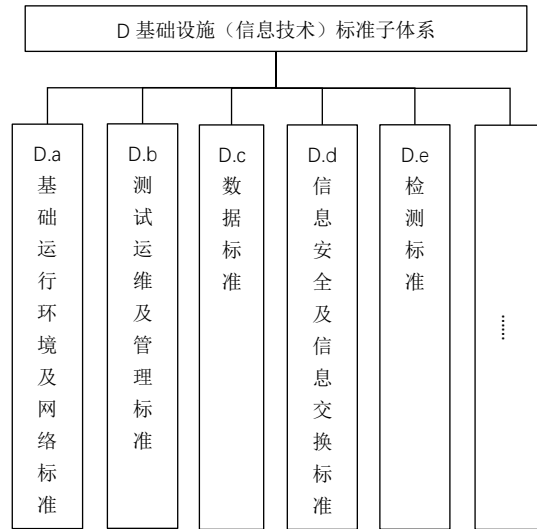 D 基础设施（信息技术）标准子体系
D.a
基础运行环境及网络标准
D.b
测试运维及管理标准
D.c
数据标准
D.d
信息安全及信息交换标准
D.e
检测标准
......